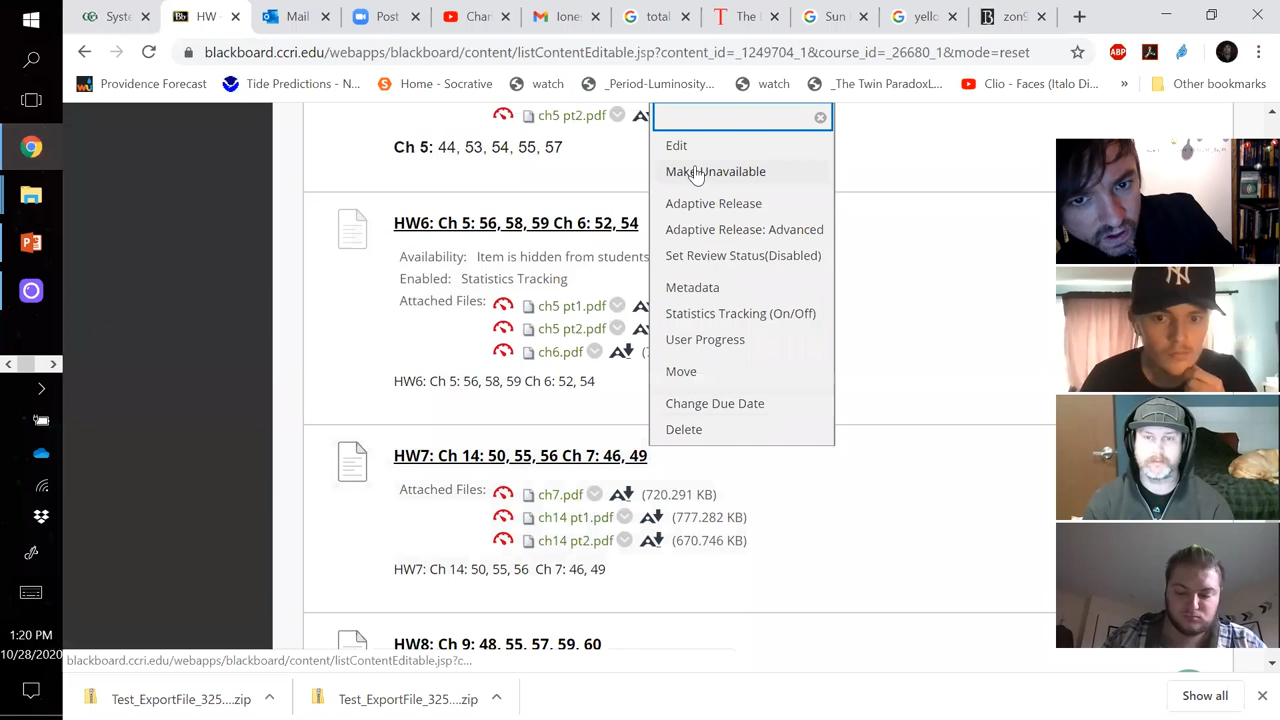 Syste
HW -
Mail
Post
Char
Gmail
Iones
total
The L
Sun l
yello
zon9
blackboard.ccri.edu/webapps/blackboard/content/listContentEditable.jsp?content_id=_1249704_1&course_id=_26680_1&mode=reset
ABP
Providence Forecast
Tide Predictions - N...
Home - Socrative
watch
_Period-Luminosity...
watch
_The Twin ParadoxL...
Clio - Faces (Italo Di...
»
Other bookmarks
ch5 pt2.pdf
Ch 5: 44, 53, 54, 55, 57
Edit
Make Unavailable
Adaptive Release
Adaptive Release: Advanced
Set Review Status(Disabled)
Metadata
Statistics Tracking (On/Off)
User Progress
Move
Change Due Date
Delete
HW6: Ch 5: 56, 58, 59 Ch 6: 52, 54
Availability: Item is hidden from students
Enabled: Statistics Tracking
Attached Files: ch5 pt1.pdf
ch5 pt2.pdf
ch6.pdf
HW6: Ch 5: 56, 58, 59 Ch 6: 52, 54
HW7: Ch 14: 50, 55, 56 Ch 7: 46, 49
Attached Files: ch7.pdf (720.291 KB)
ch14 pt1.pdf (777.282 KB)
ch14 pt2.pdf (670.746 KB)
HW7: Ch 14: 50, 55, 56 Ch 7: 46, 49
HW8: Ch 9: 48, 55, 57, 59, 60
1:20 PM
10/28/2020
blackboard.ccri.edu/webapps/blackboard/content/listContentEditable.jsp?c...
Test_ExportFile_325....zip
Test_ExportFile_325....zip
Show all